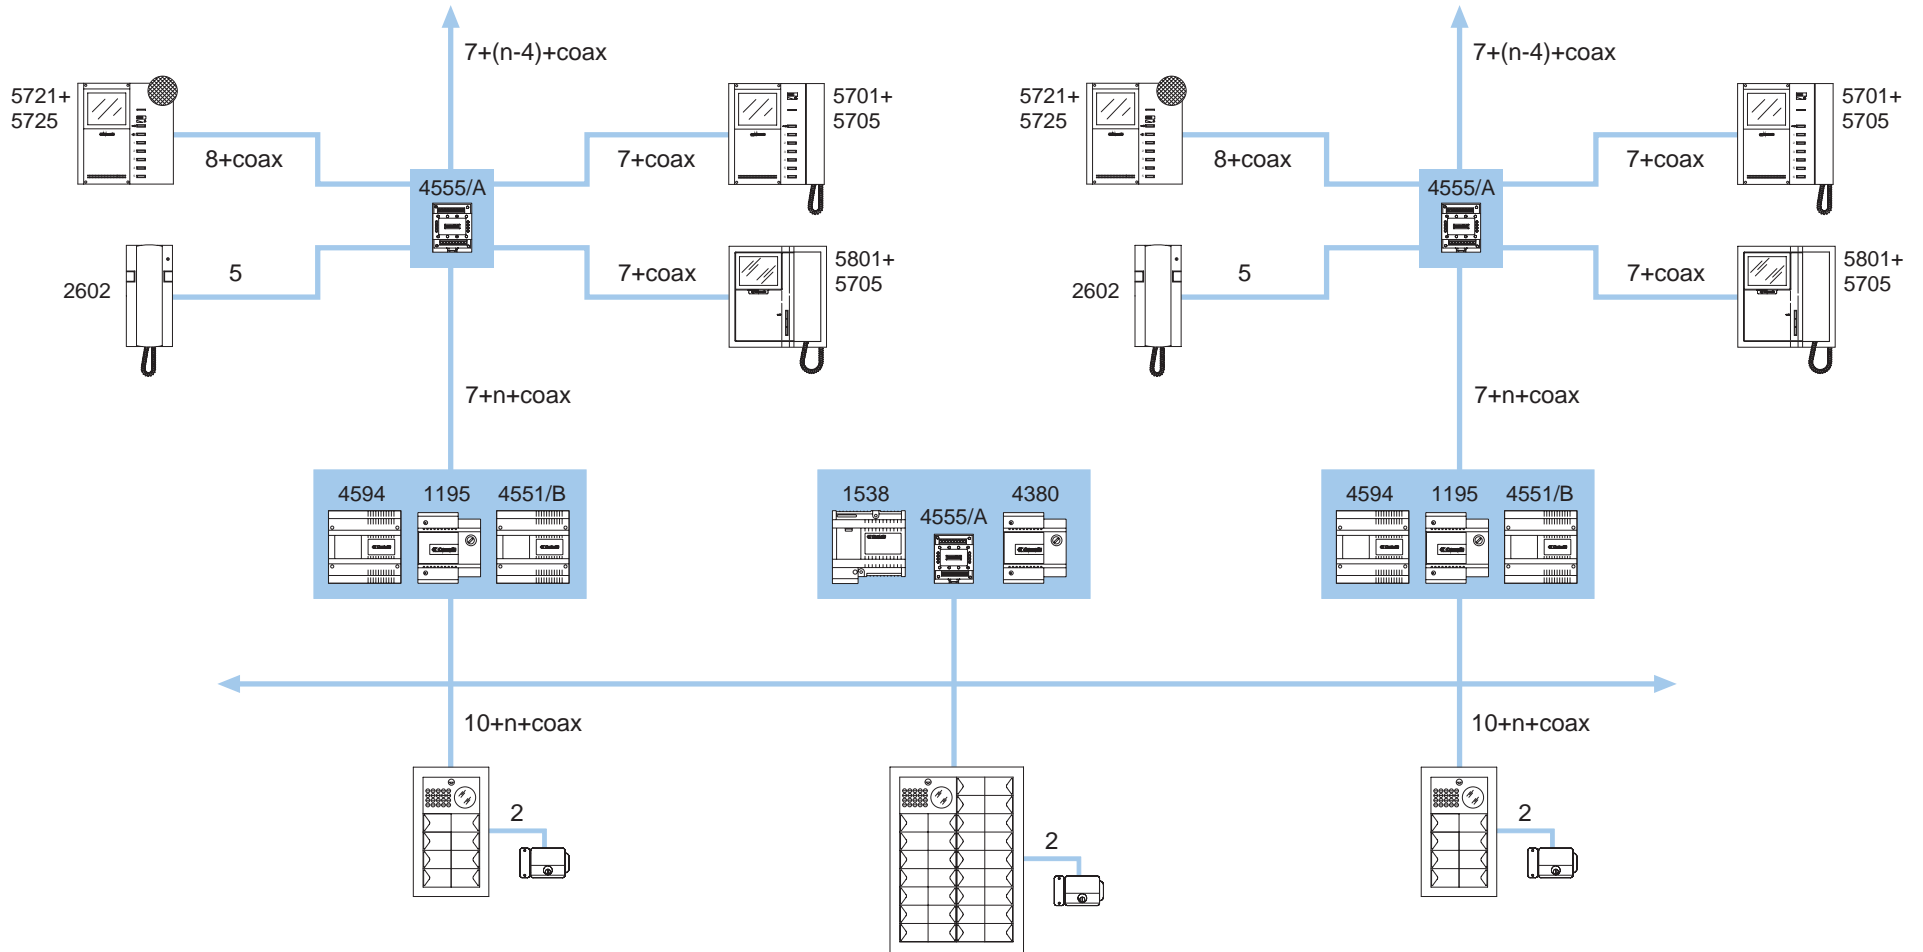 7+(n-4)+coax
7+(n-4)+coax
5721+
5725
5701+
5705
5721+
5725
5701+
5705
8+coax
7+coax
8+coax
7+coax
4555/A
4555/A
2602
5
7+coax
5801+
5705
2602
5
7+coax
5801+
5705
7+n+coax
7+n+coax
4594
1195
4551/B
1538
4555/A
4380
4594
1195
4551/B
10+n+coax
10+n+coax
2
2
2